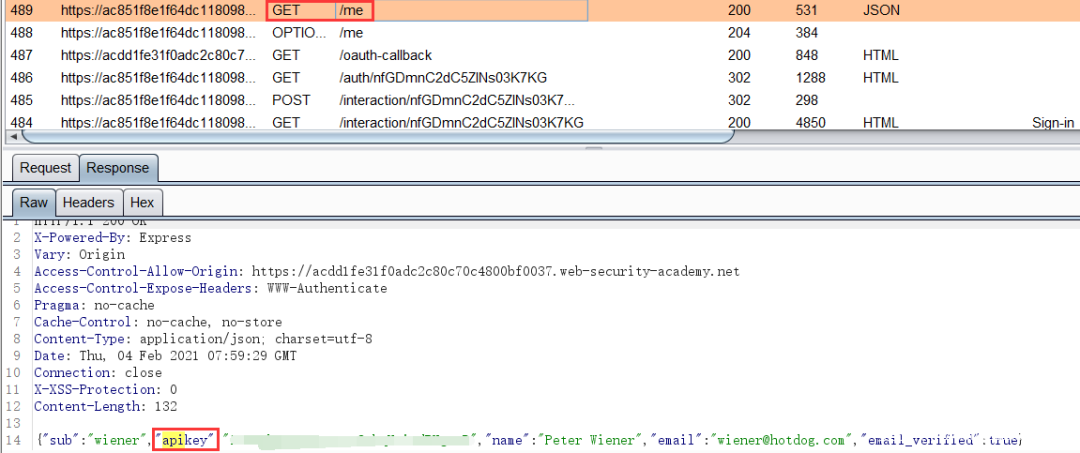 489 https://ac851f8e1f64dc118098... GET /me 200 531 JSON
488 https://ac851f8e1f64dc118098... OPTIO... /me 204 384
487 https://acdd1fe31f0adc2c80c7... GET /oauth-callback 200 848 HTML
486 https://ac851f8e1f64dc118098... GET /auth/nfGDmnC2dC5ZlNs03K7KG 302 1288 HTML
485 https://ac851f8e1f64dc118098... POST /interaction/nfGDmnC2dC5ZlNs03K7... 302 298
484 https://ac851f8e1f64dc118098... GET /interaction/nfGDmnC2dC5ZlNs03K7KG 200 4850 HTML Sign-in
Request Response
Raw Headers Hex
1 HTTP/1.1 200 OK
2 X-Powered-By: Express
3 Vary: Origin
4 Access-Control-Allow-Origin: https://acdd1fe31f0adc2c80c70c4800bf0037.web-security-academy.net
5 Access-Control-Expose-Headers: WWW-Authenticate
6 Pragma: no-cache
7 Cache-Control: no-cache, no-store
8 Content-Type: application/json; charset=utf-8
9 Date: Thu, 04 Feb 2021 07:59:29 GMT
10 Connection: close
11 X-XSS-Protection: 0
12 Content-Length: 132
13
14 {"sub":"wiener","apikey" ","name":"Peter Wiener","email":"wiener@hotdog.com","email_verified":true}